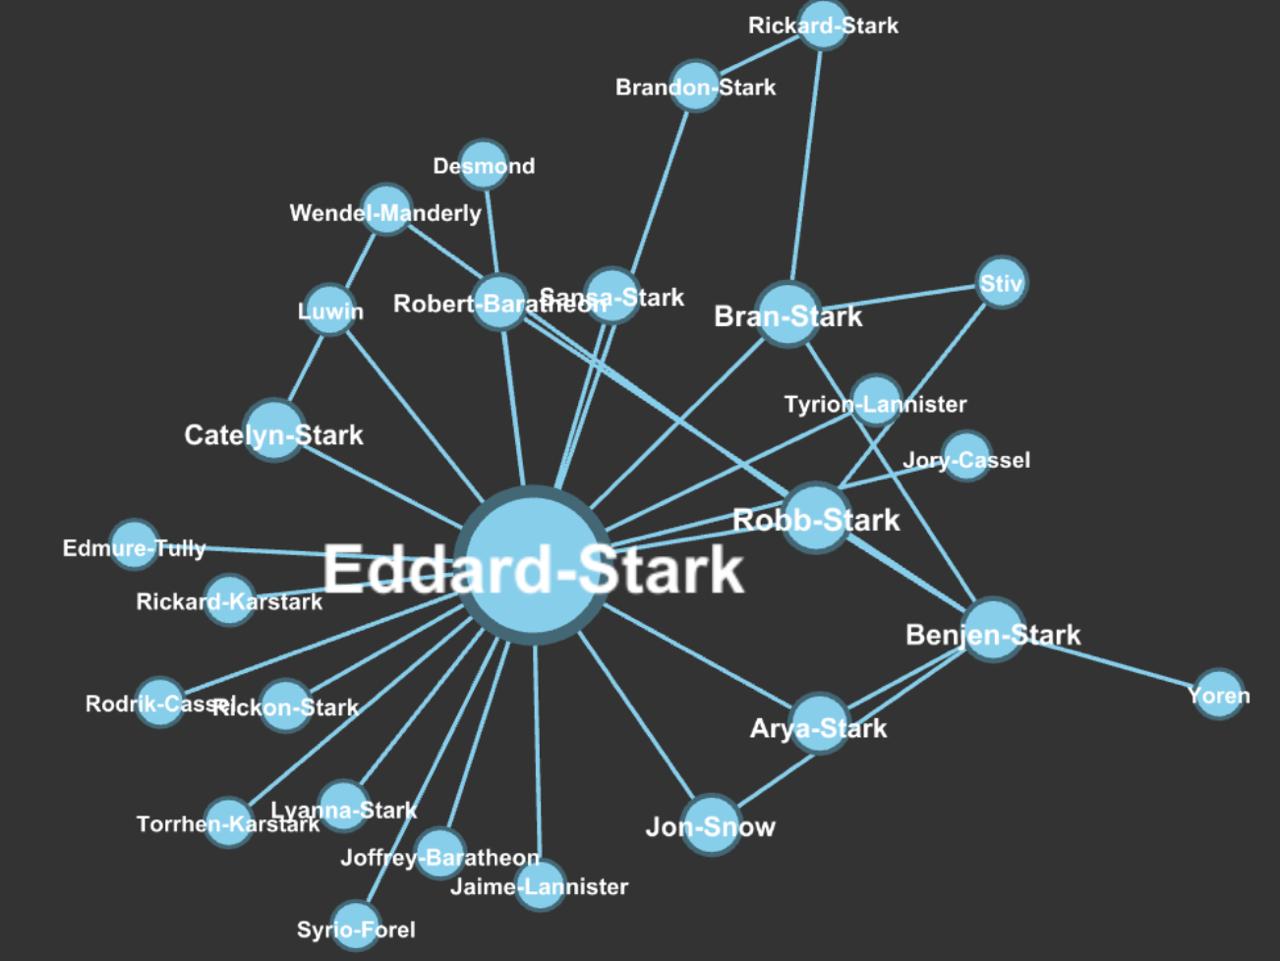 Rickard-Stark
Brandon-Stark
Desmond
Wendel-Manderly
Stiv
Sansa-Stark
Robert-Baratheon
Luwin
Bran-Stark
Tyrion-Lannister
Catelyn-Stark
Jory-Cassel
Robb-Stark
Edmure-Tully
Eddard-Stark
Rickard-Karstark
Benjen-Stark
Yoren
Rodrik-Cassel
Rickon-Stark
Arya-Stark
Lyanna-Stark
Torrhen-Karstark
Jon-Snow
Joffrey-Baratheon
Jaime-Lannister
Syrio-Forel